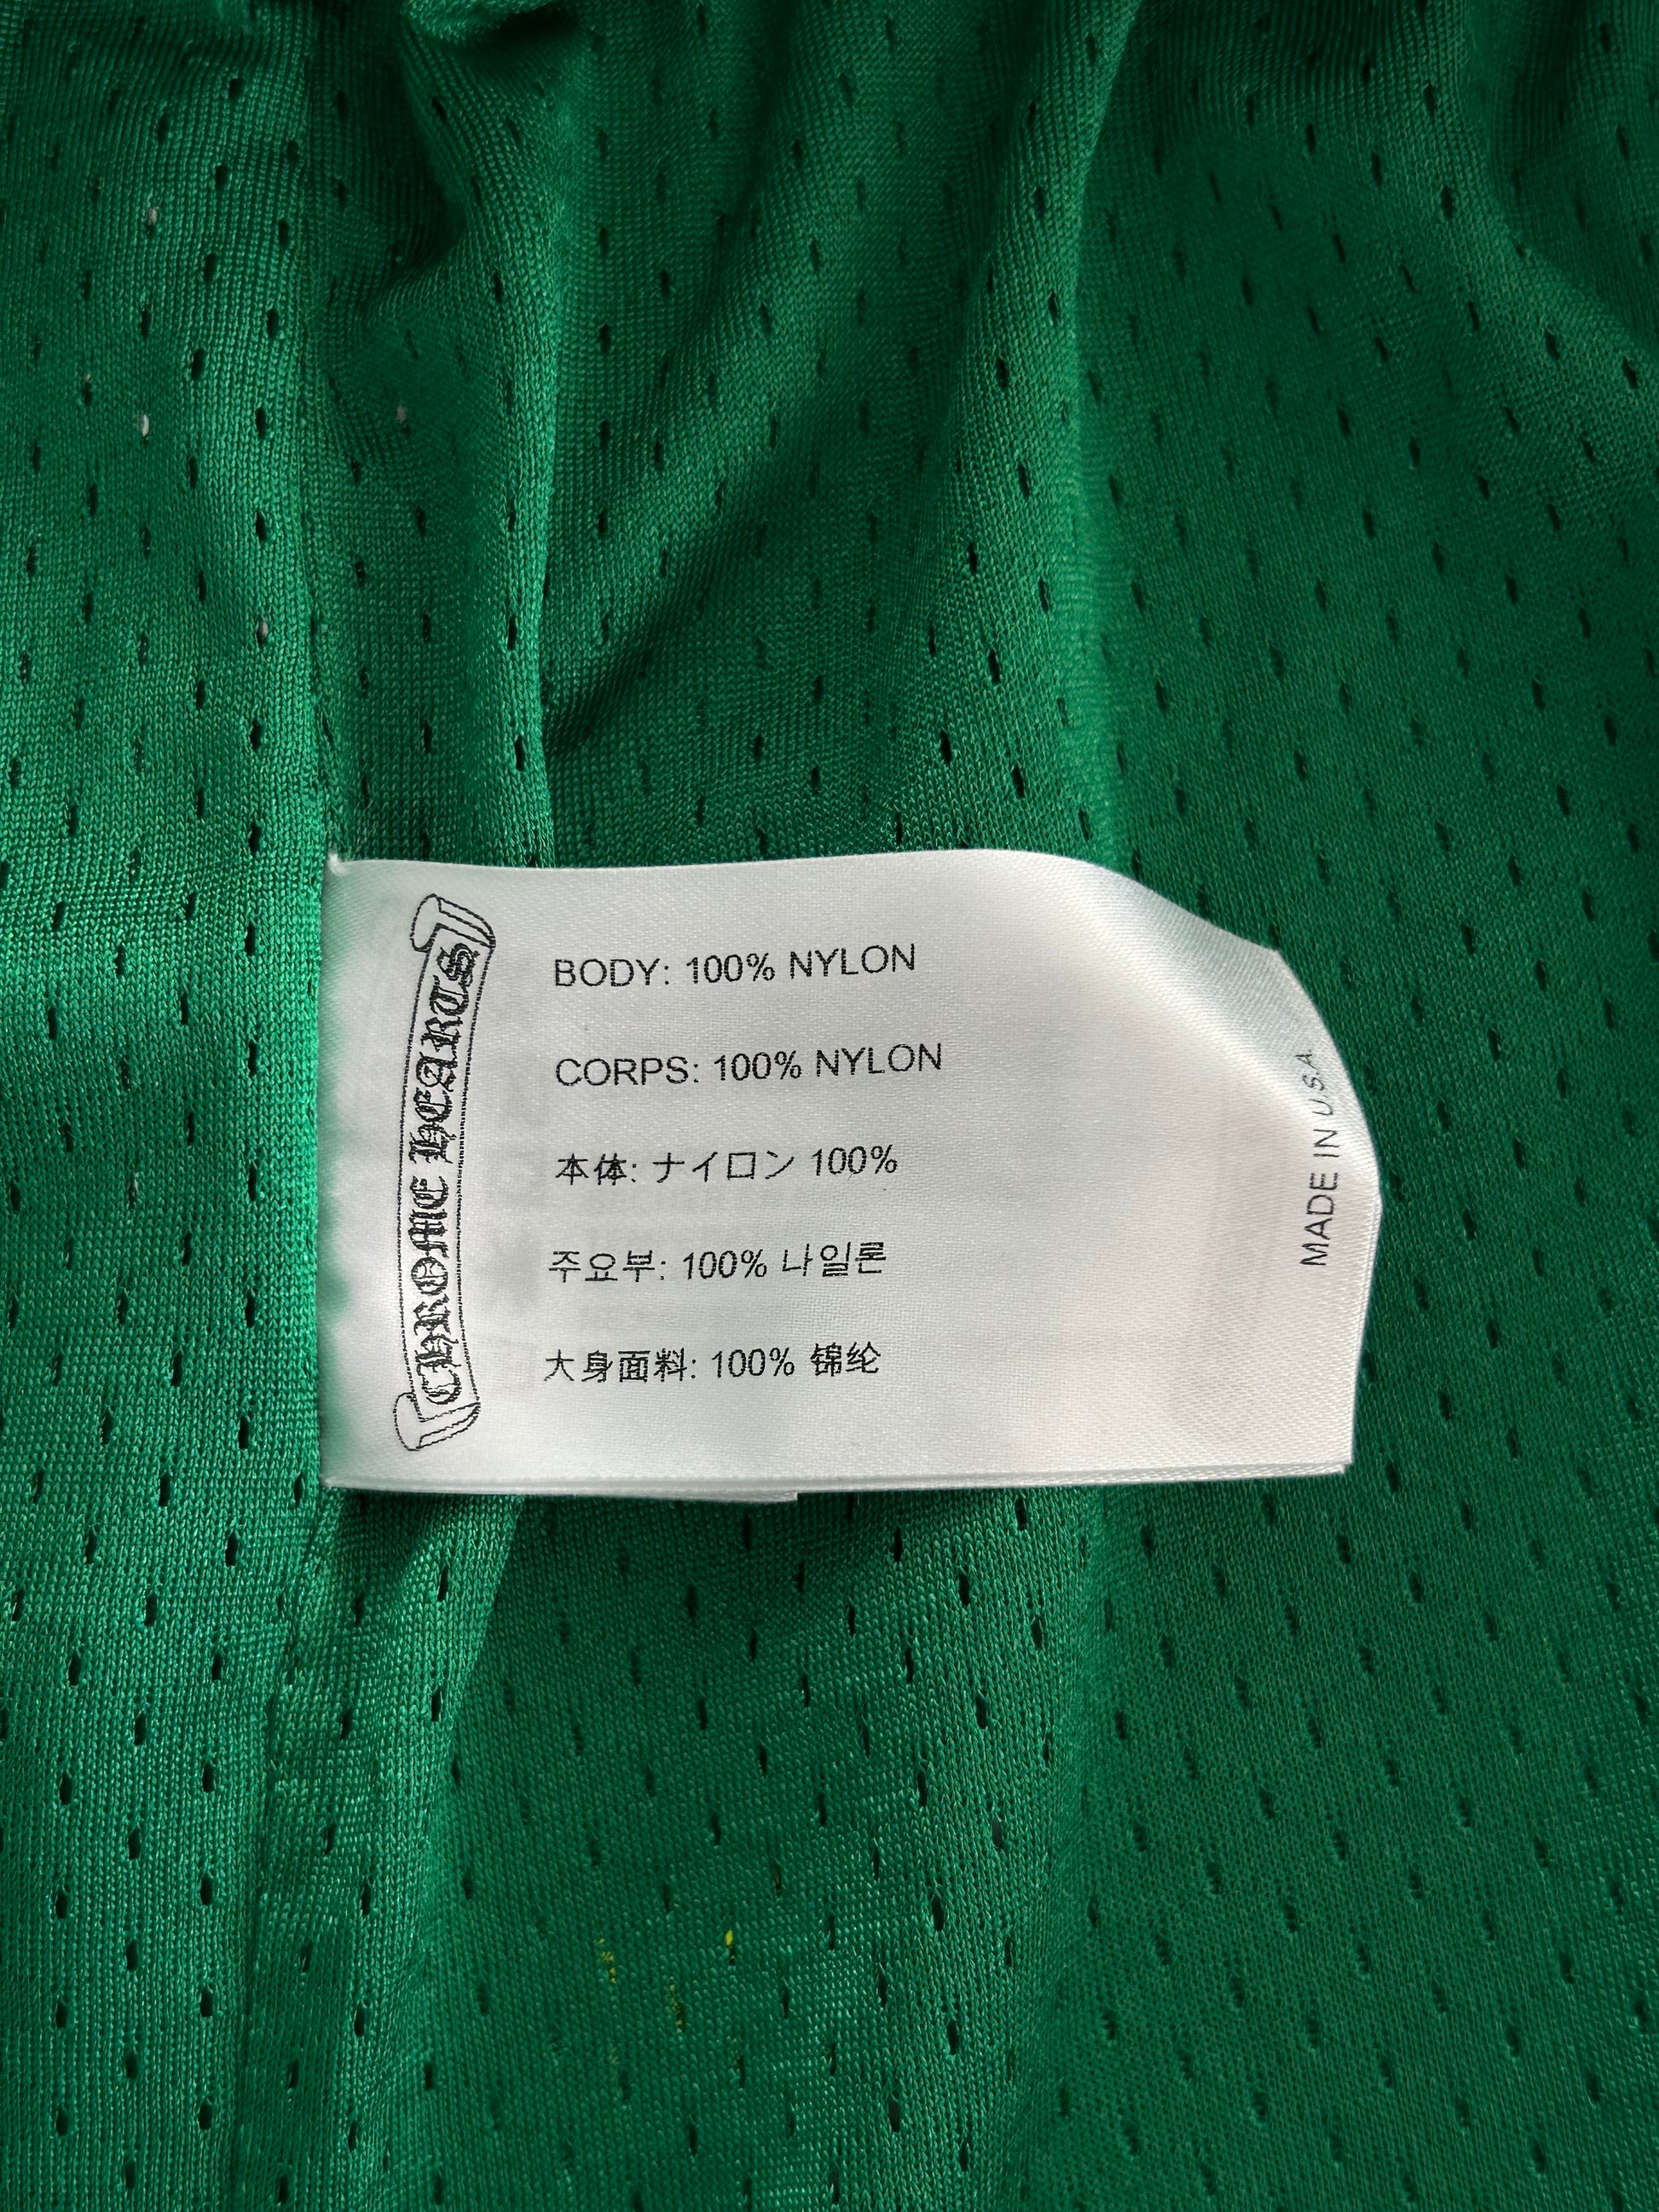 CHROME HEARTS
BODY: 100% NYLON
CORPS: 100% NYLON
本体: ナイロン 100%
주요부: 100% 나일론
大身面料: 100% 锦纶
MADE IN U.S.A.